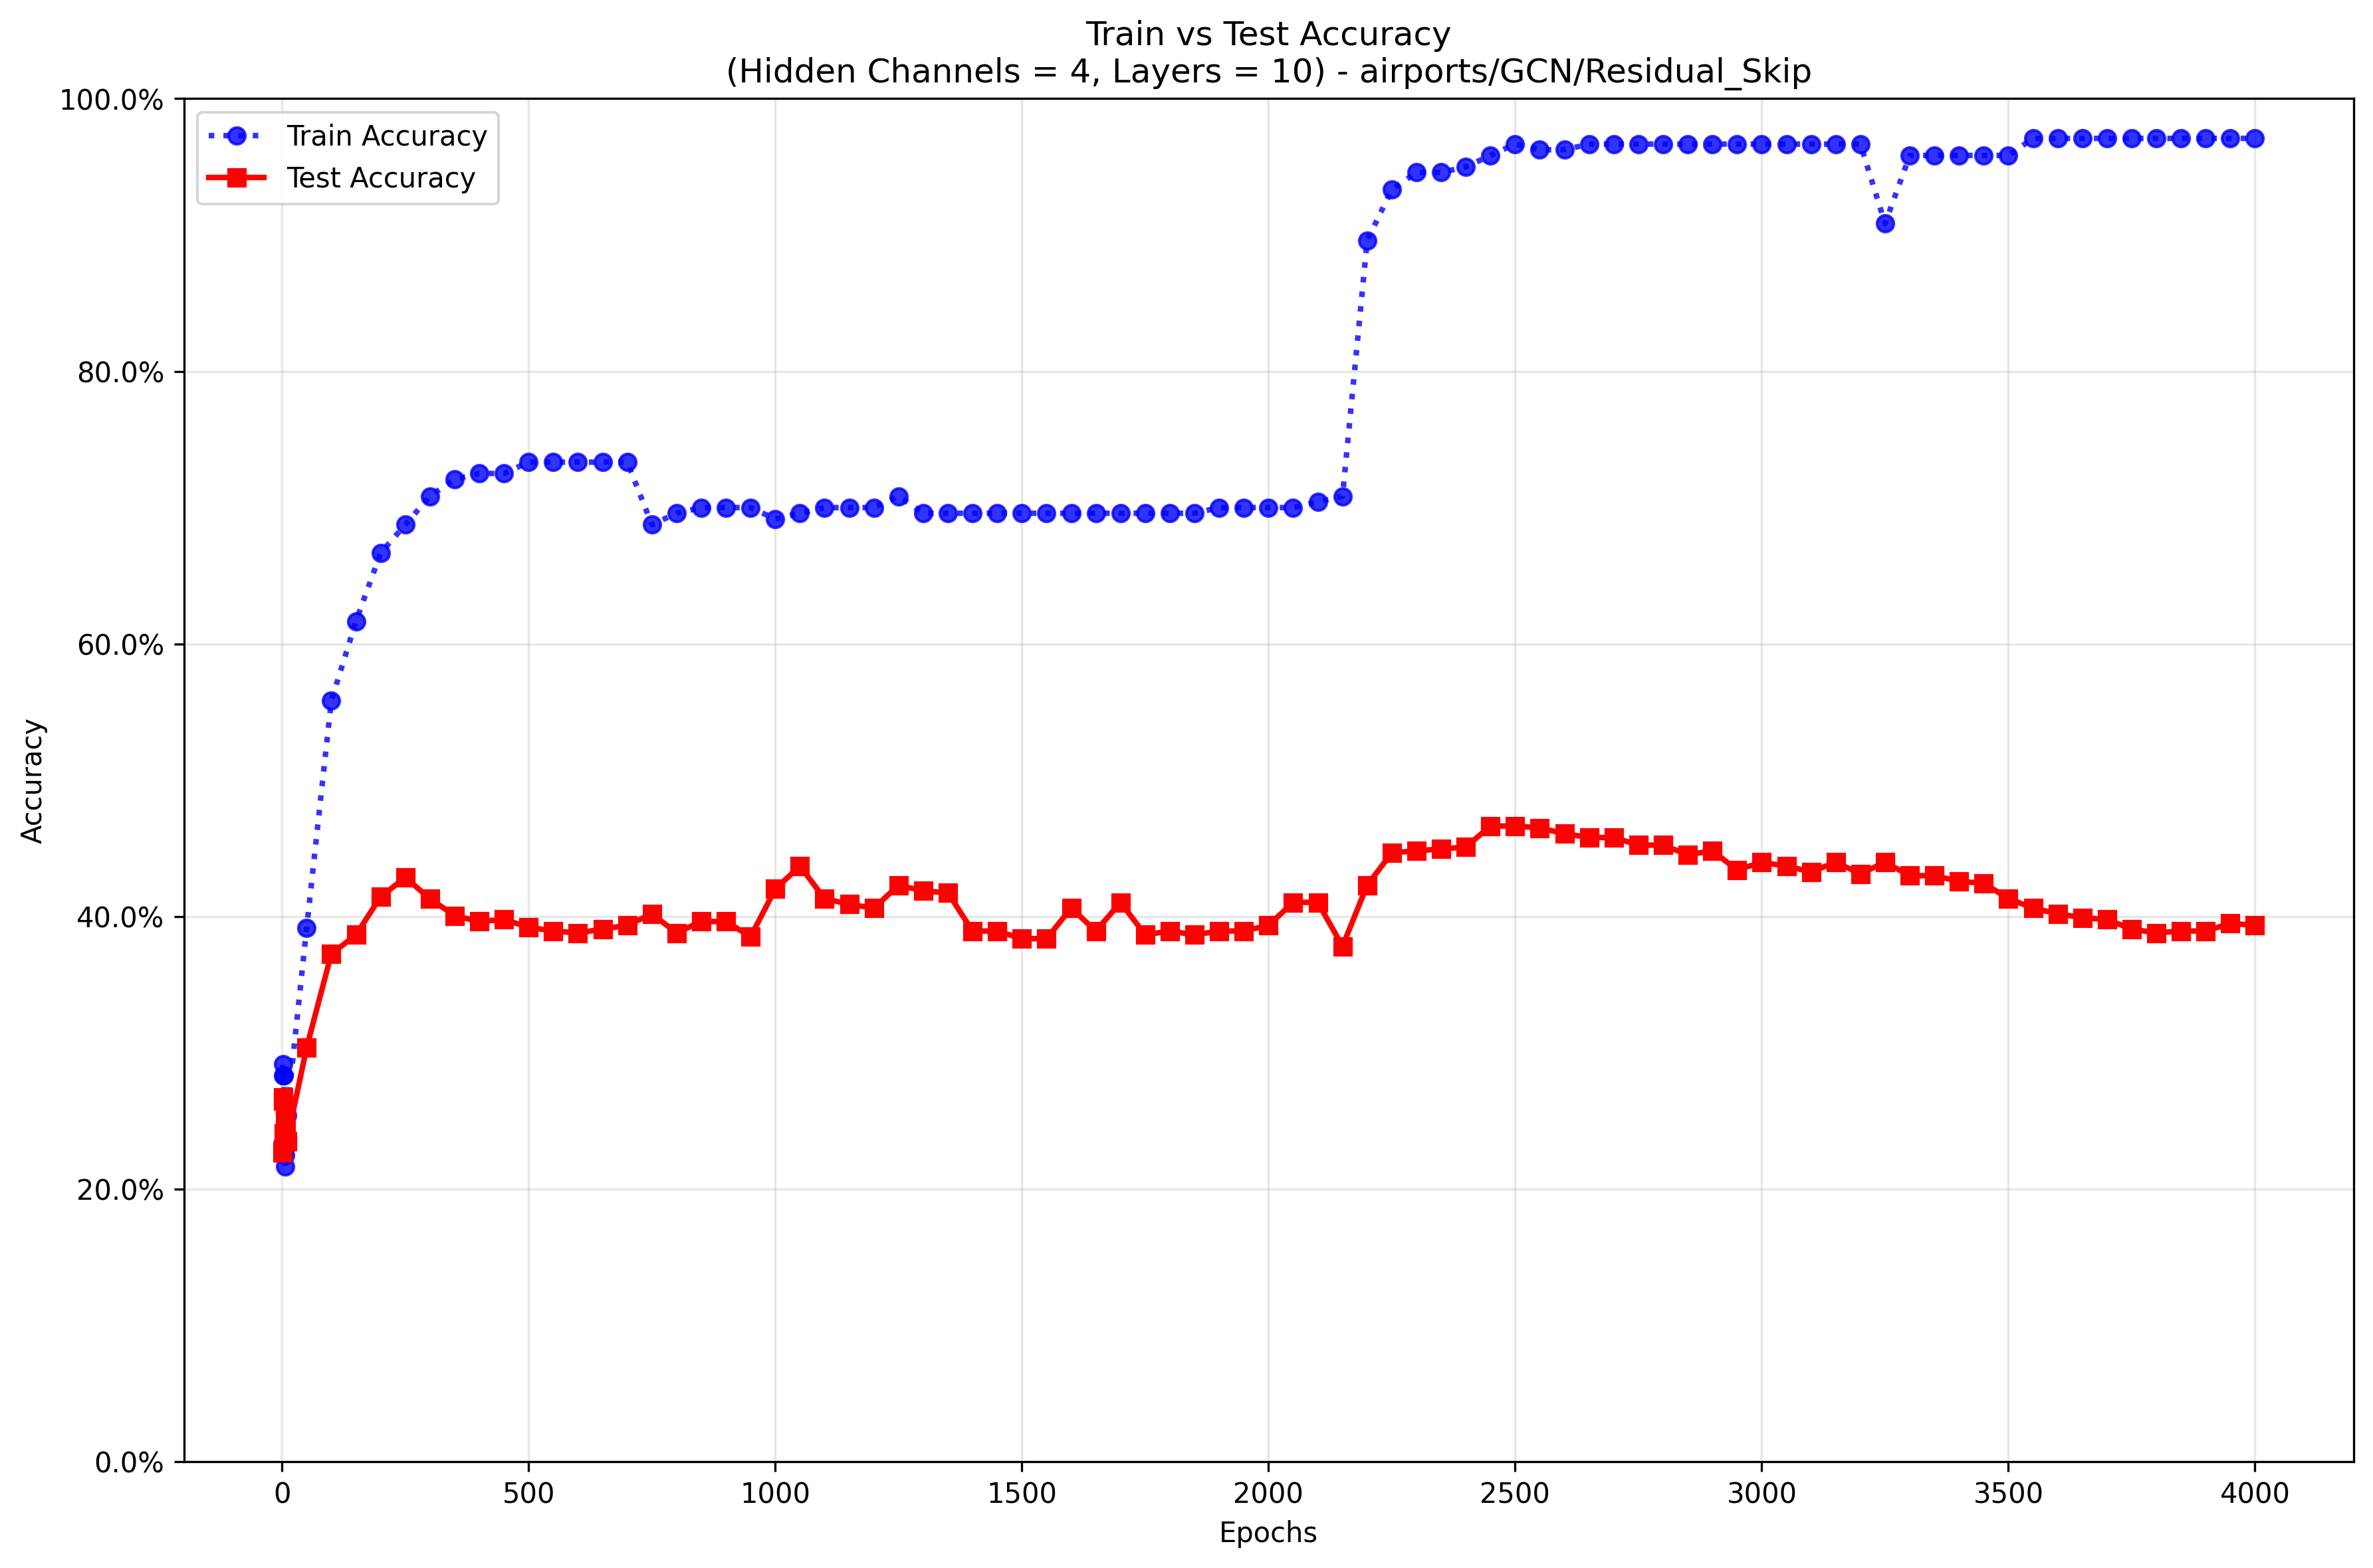 Train vs Test Accuracy
(Hidden Channels = 4, Layers = 10) - airports/GCN/Residual_Skip
100.0%
80.0%
60.0%
40.0%
20.0%
0.0%
Accuracy
Train Accuracy
Test Accuracy
0 500 1000 1500 2000 2500 3000 3500 4000
Epochs